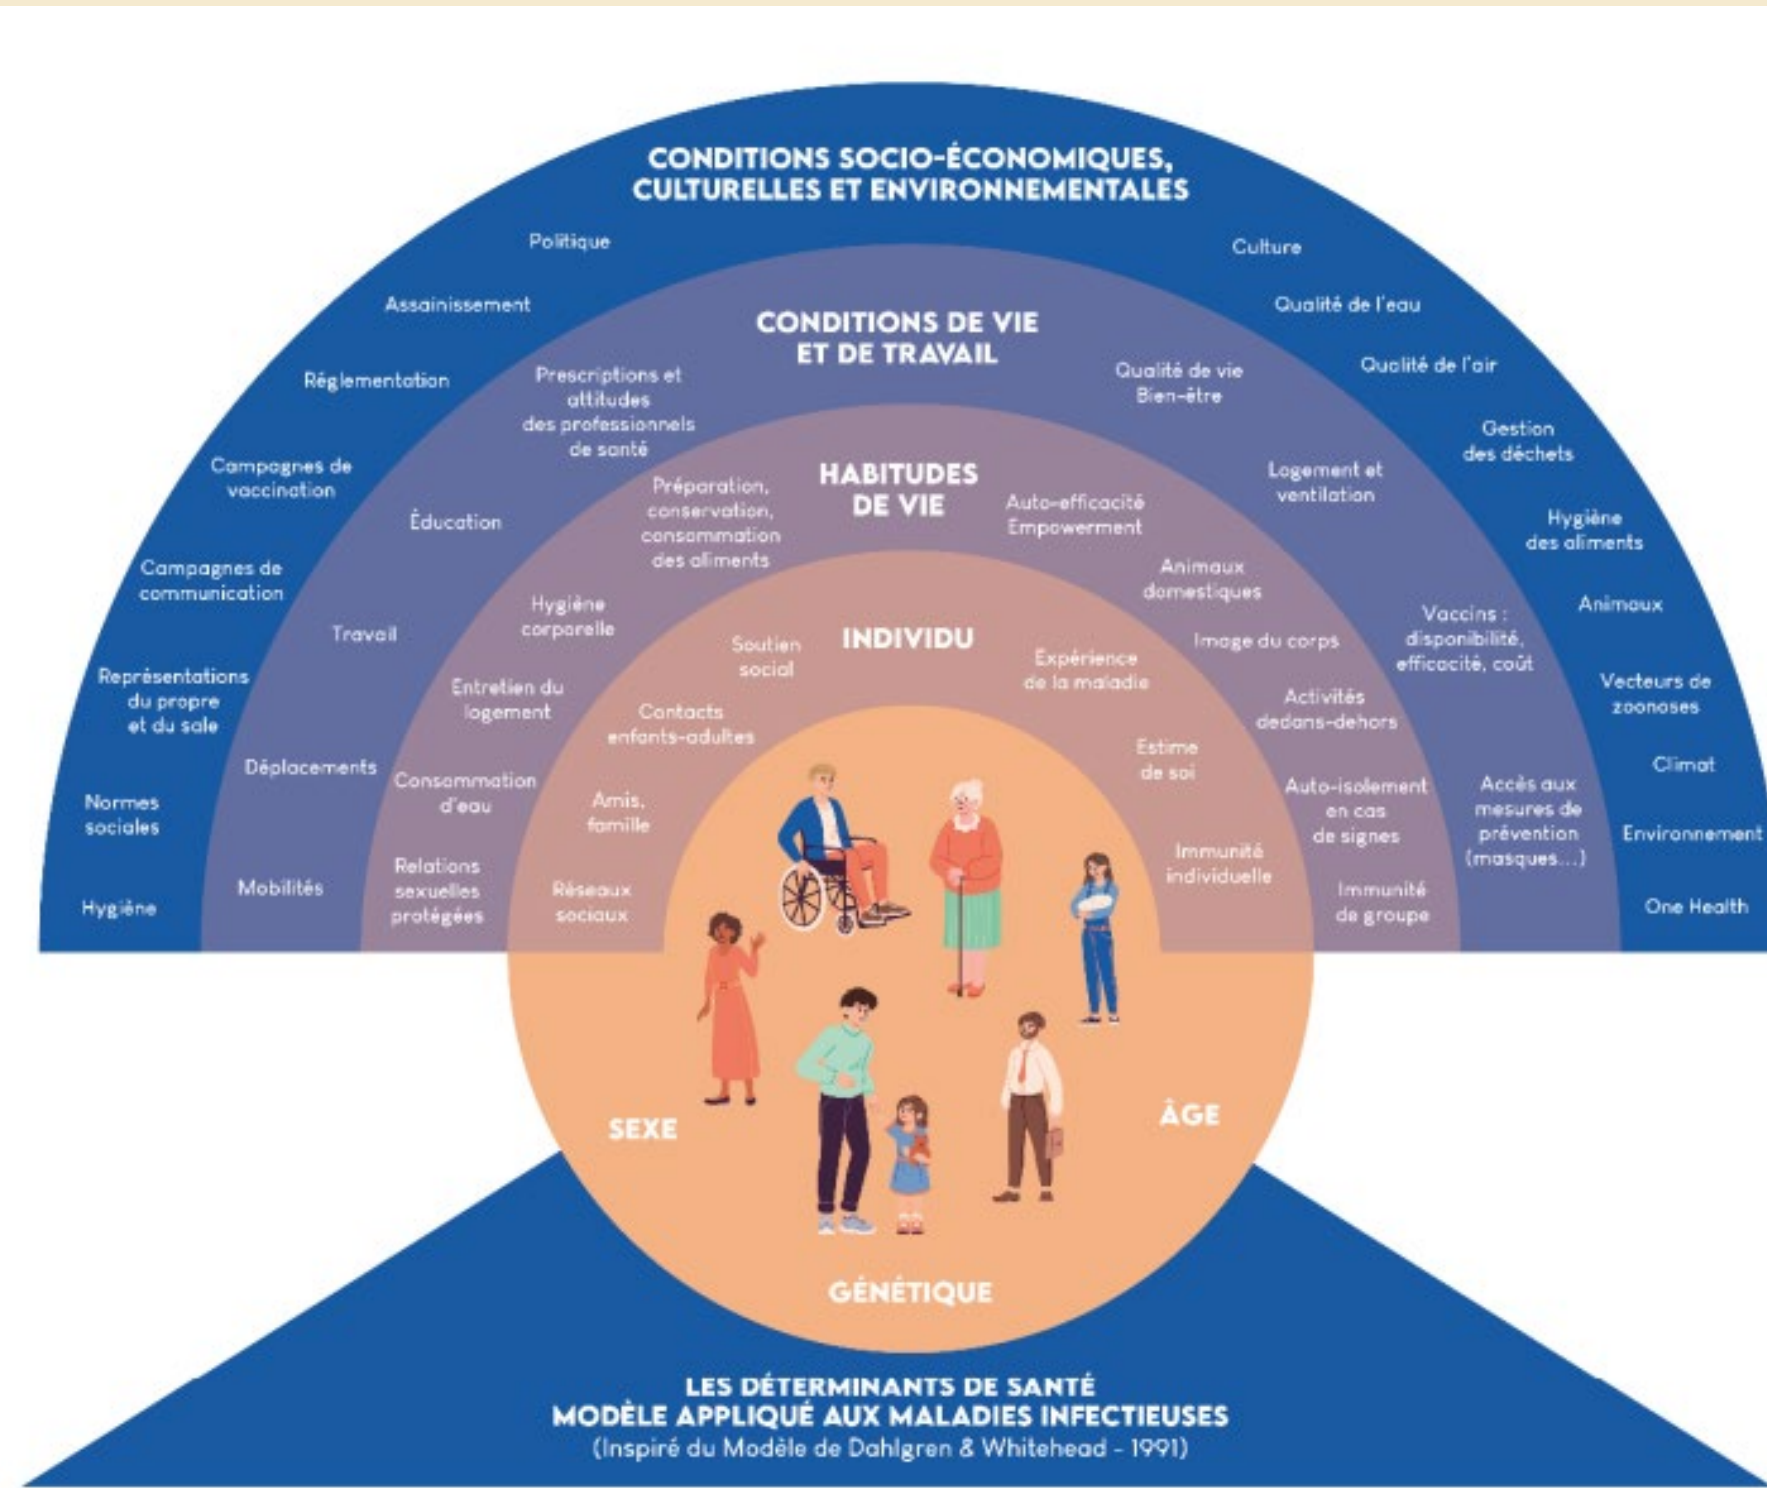 CONDITIONS SOCIO-ÉCONOMIQUES,
CULTURELLES ET ENVIRONNEMENTALES
Politique
Assainissement
Réglementation
Campagnes de
vaccination
Campagnes de
communication
Représentations
du propre
et du sale
Normes
sociales
Hygiène
Culture
Qualité de l'eau
Qualité de l'air
Gestion
des déchets
Hygiène
des aliments
Animaux
Vecteurs de
zoonoses
Climat
Environnement
One Health
CONDITIONS DE VIE
ET DE TRAVAIL
Prescriptions et
attitudes
des professionnels
de santé
Éducation
Travail
Déplacements
Mobilités
Qualité de vie
Bien-être
Logement et
ventilation
Vaccins :
disponibilité,
efficacité, coût
Accès aux
mesures de
prévention
(masques...)
HABITUDES
DE VIE
Préparation,
conservation,
consommation
des aliments
Hygiène
corporelle
Entretien du
logement
Consommation
d'eau
Relations
sexuelles
protégées
Auto-efficacité
Empowerment
Animaux
domestiques
Image du corps
Activités
dedans-dehors
Auto-isolement
en cas
de signes
Immunité
de groupe
INDIVIDU
Soutien
social
Contacts
enfants-adultes
Amis,
famille
Réseaux
sociaux
Expérience
de la maladie
Estime
de soi
Immunité
individuelle
SEXE
ÂGE
GÉNÉTIQUE
LES DÉTERMINANTS DE SANTÉ
MODÈLE APPLIQUÉ AUX MALADIES INFECTIEUSES
(Inspiré du Modèle de Dahlgren & Whitehead - 1991)